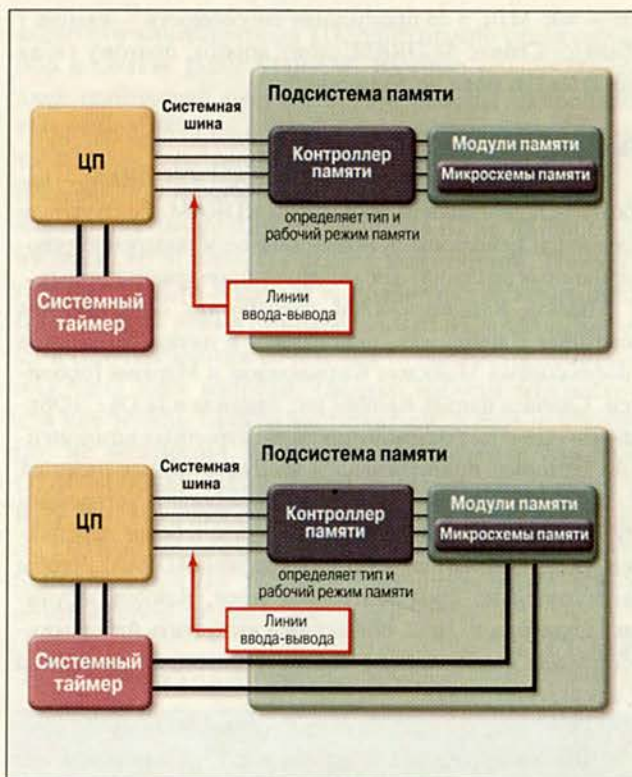 Подсистема памяти
Системная
шина
ЦП
Контроллер
памяти
Модули памяти
Микросхемы памяти
определяет тип и
рабочий режим памяти
Системный
таймер
Линии
ввода-вывода
Подсистема памяти
Системная
шина
ЦП
Контроллер
памяти
Модули памяти
Микросхемы памяти
определяет тип и
рабочий режим памяти
Линии
ввода-вывода
Системный
таймер